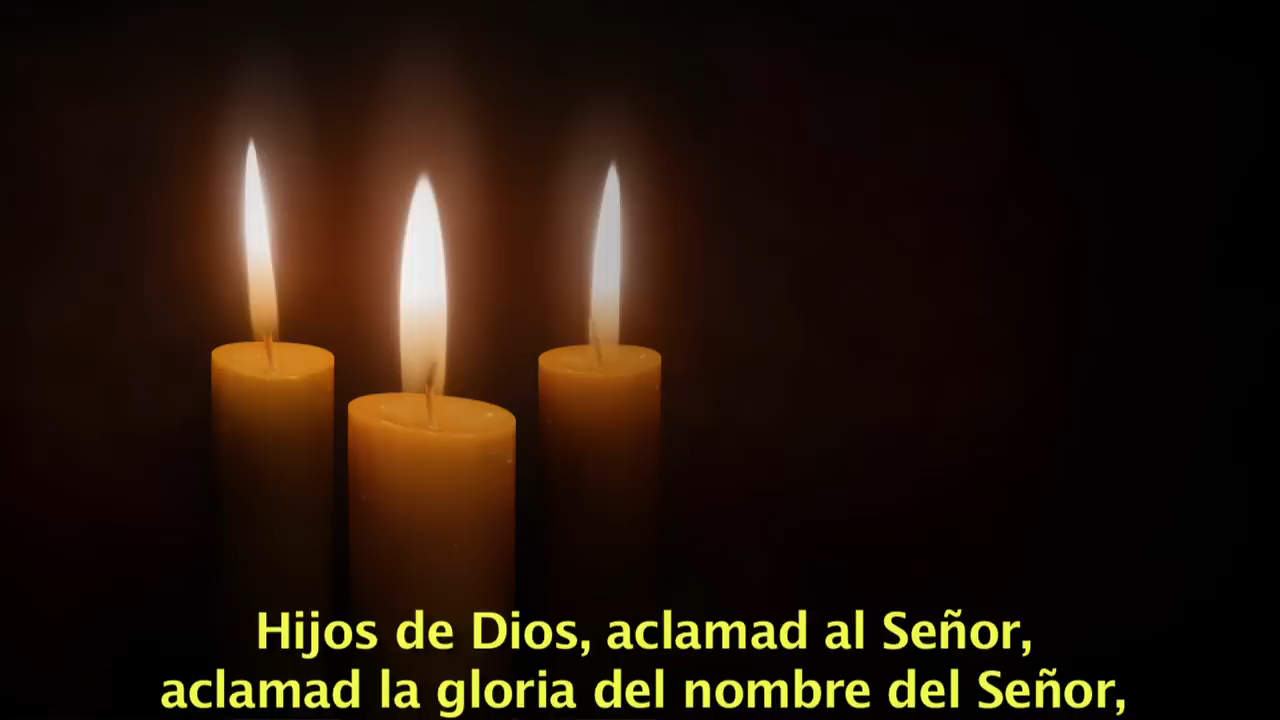 Hijos de Dios, aclamad al Señor,
aclamad la gloria del nombre del Señor,